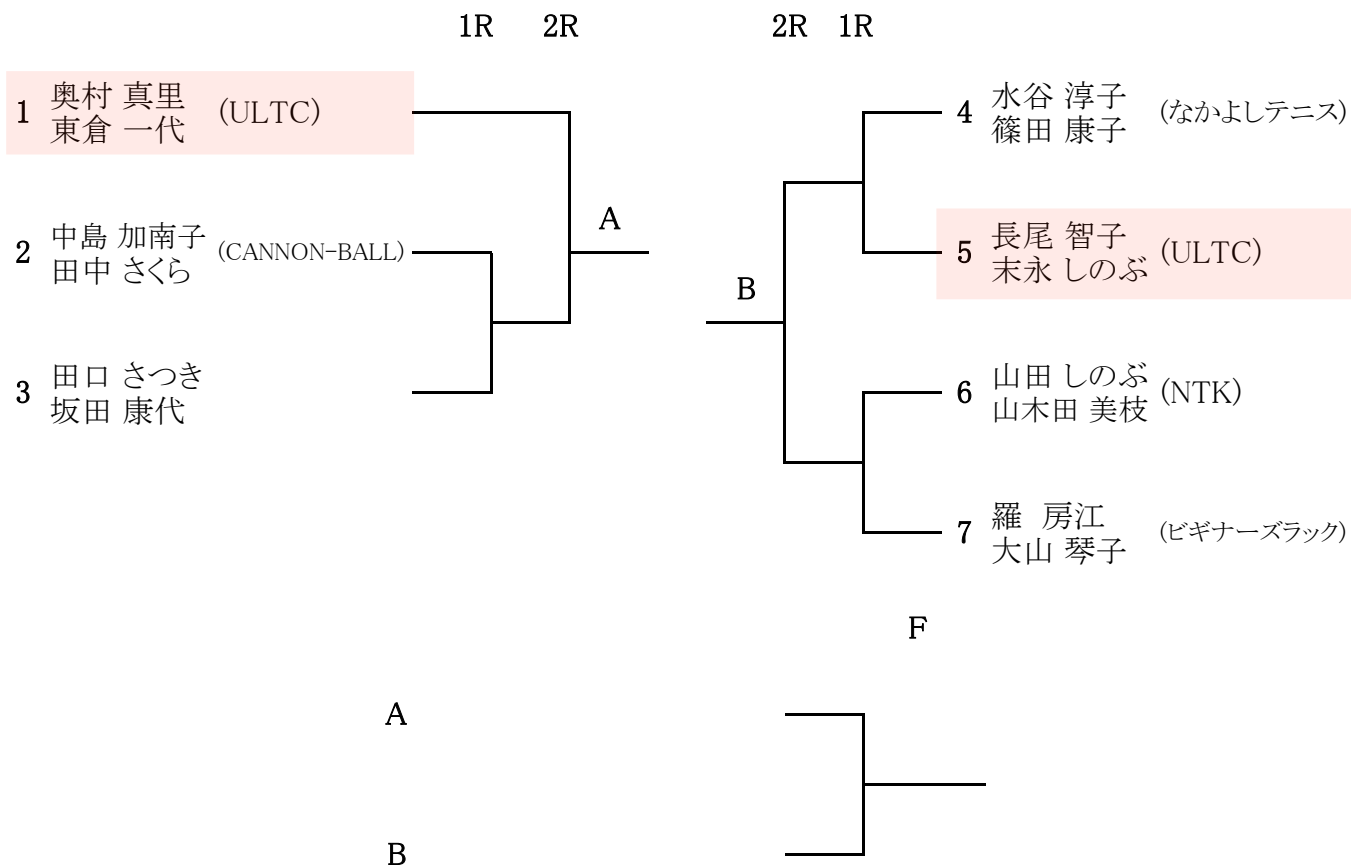 1R 2R 2R 1R
1 奥村 真里 (ULTC)
東倉 一代
2 中島 加南子 (CANNON-BALL)
田中 さくら
3 田口 さつき
坂田 康代
A
4 水谷 淳子 (なかよしテニス)
篠田 康子
5 長尾 智子 (ULTC)
末永 しのぶ
B
6 山田 しのぶ (NTK)
山木田 美枝
7 羅 房江 (ビギナーズラック)
大山 琴子
F
A
B